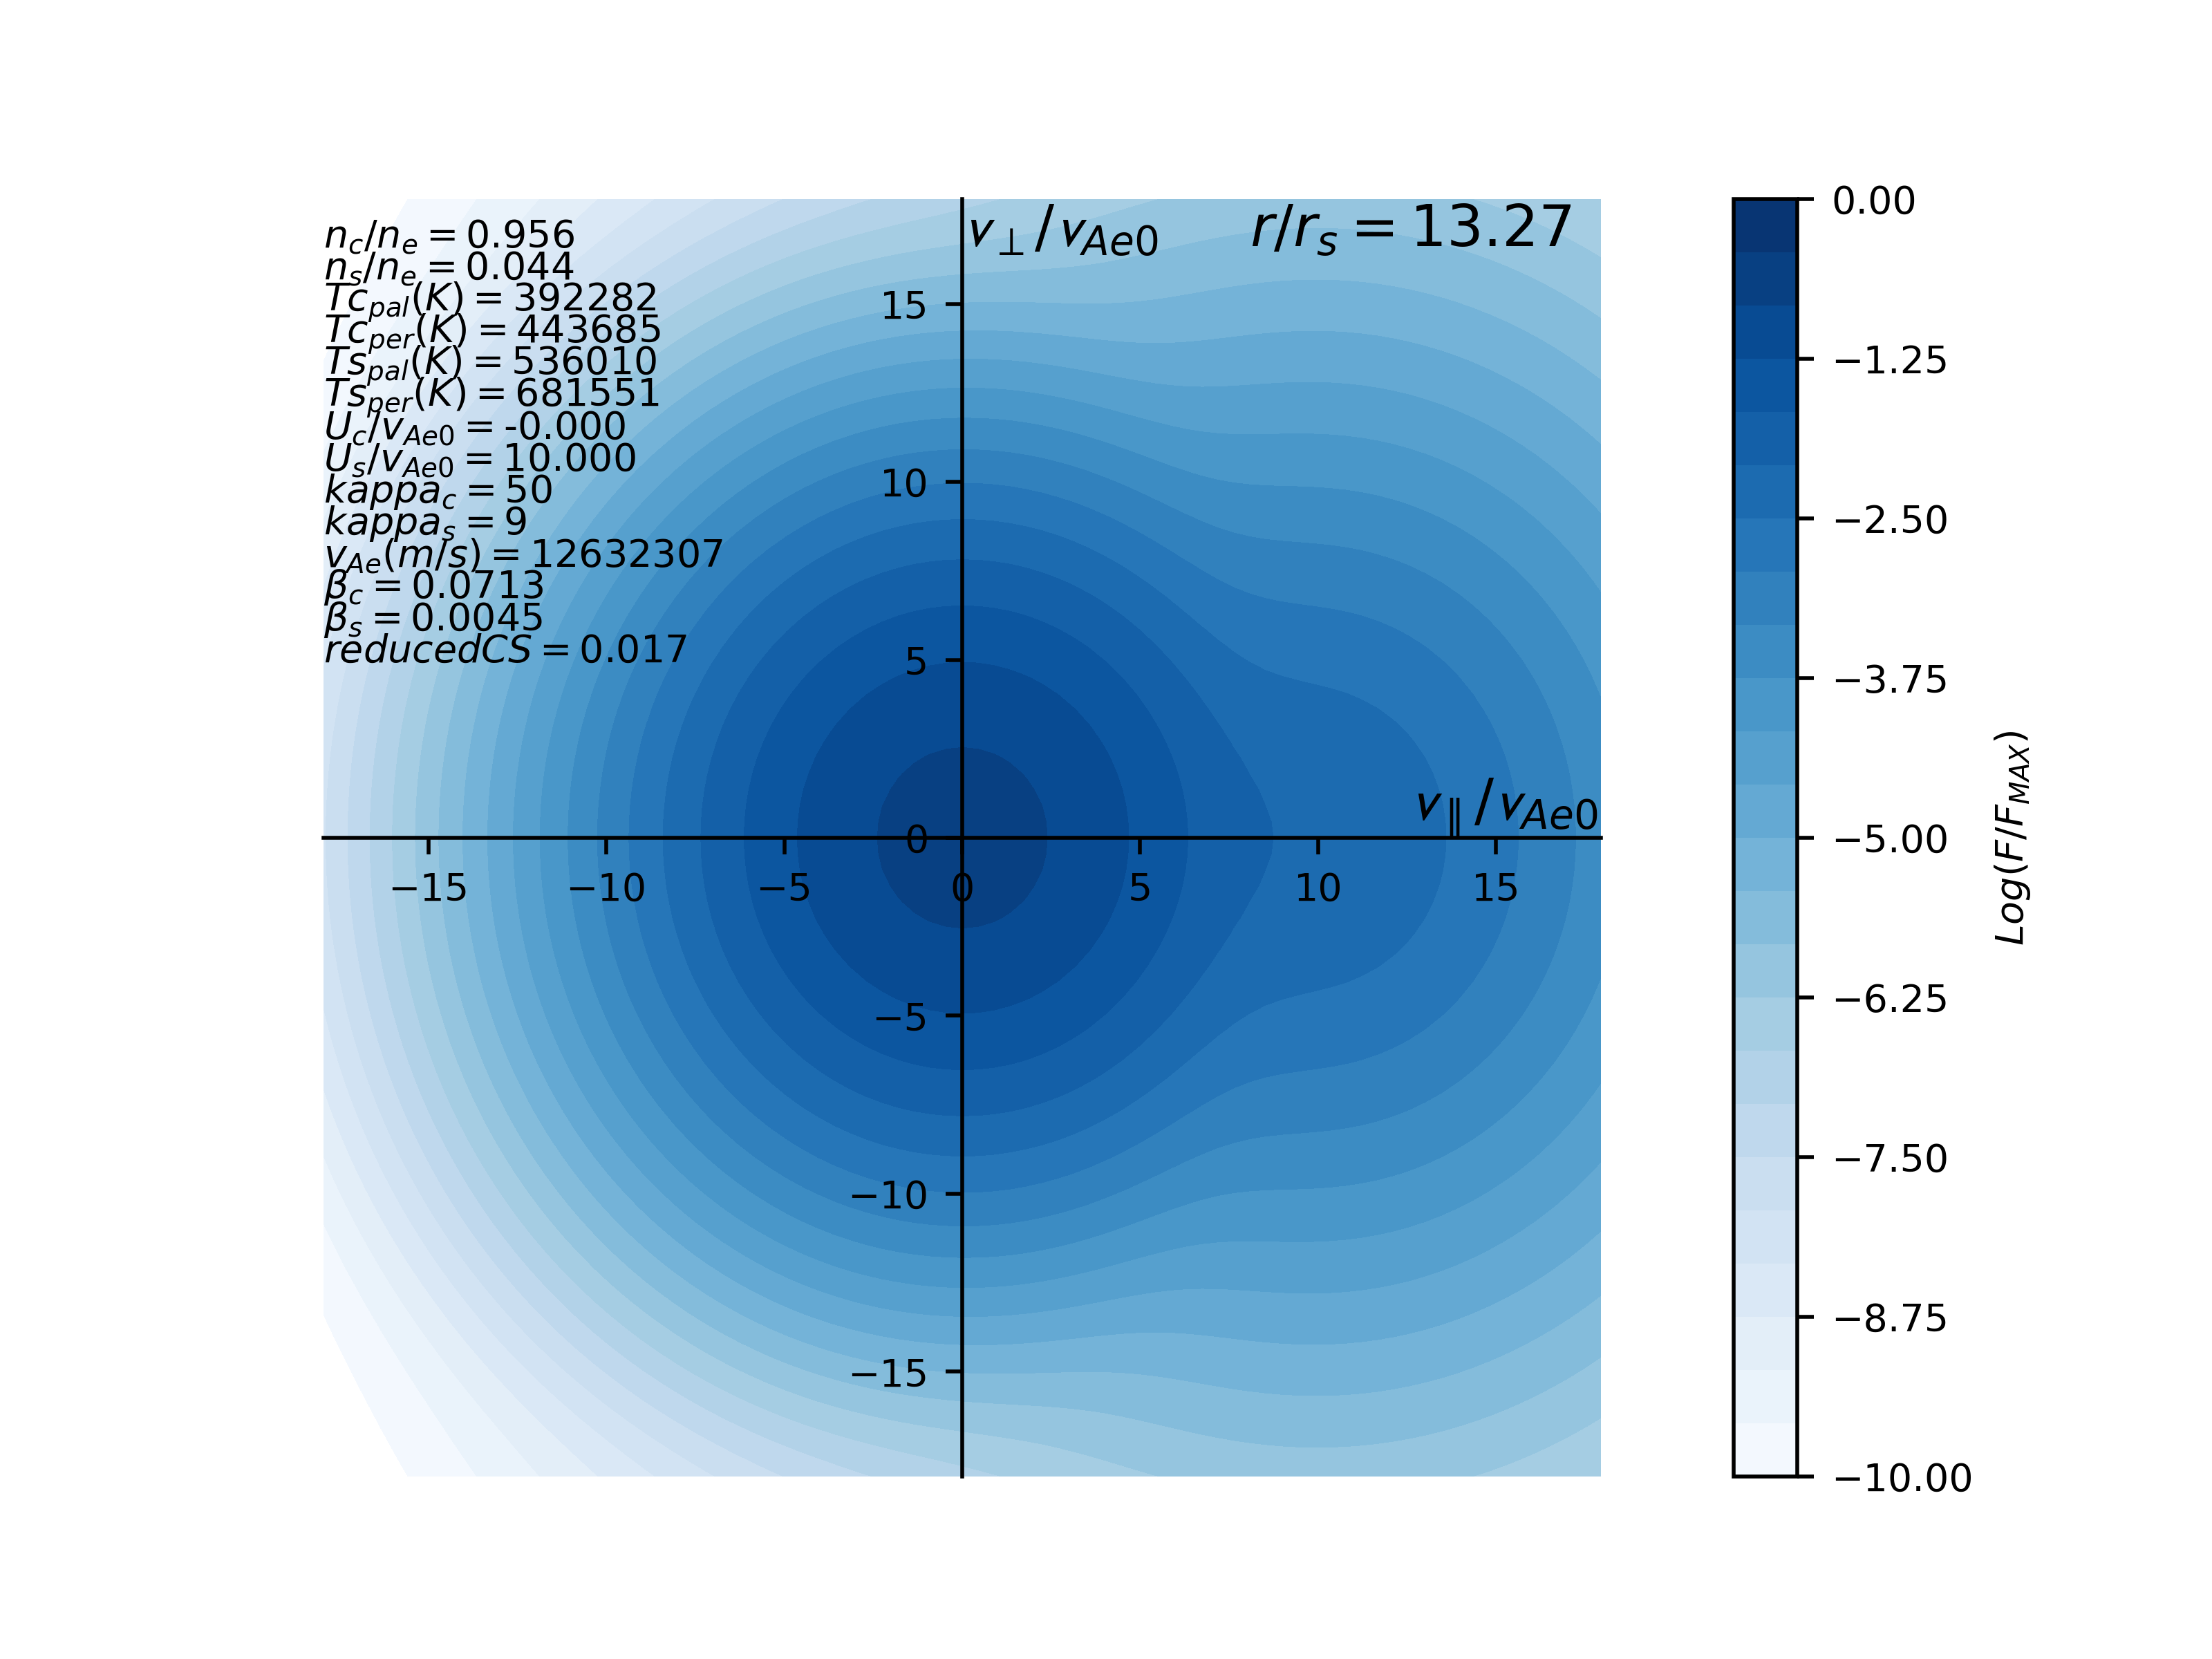 n_c/n_e = 0.956
n_s/n_e = 0.044
Tc_pal(K) = 392282
Tc_per(K) = 443685
Ts_pal(K) = 536010
Ts_per(K) = 681551
U_c/v_Ae0 = -0.000
U_s/v_Ae0 = 10.000
kappa_c = 50
kappa_s = 9
v_Ae(m/s) = 12632307
β_c = 0.0713
β_s = 0.0045
reducedCS = 0.017
v_⊥/v_Ae0
r/r_s = 13.27
15
10
5
0
−5
−10
−15
v_∥/v_Ae0
−15 −10 −5 0 5 10 15
0.00
−1.25
−2.50
−3.75
−5.00
−6.25
−7.50
−8.75
−10.00
Log(F/F_MAX)